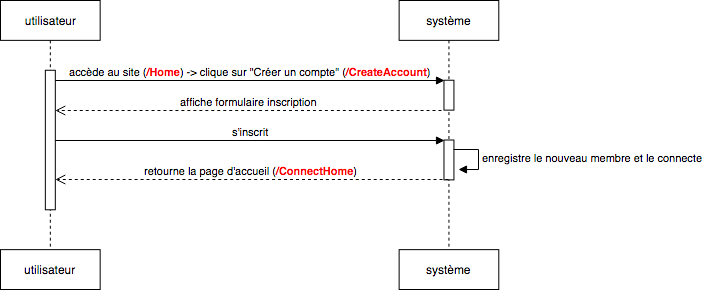 utilisateur
système
accède au site (/Home) -> clique sur "Créer un compte" (/CreateAccount)
affiche formulaire inscription
s'inscrit
enregistre le nouveau membre et le connecte
retourne la page d'accueil (/ConnectHome)
utilisateur
système